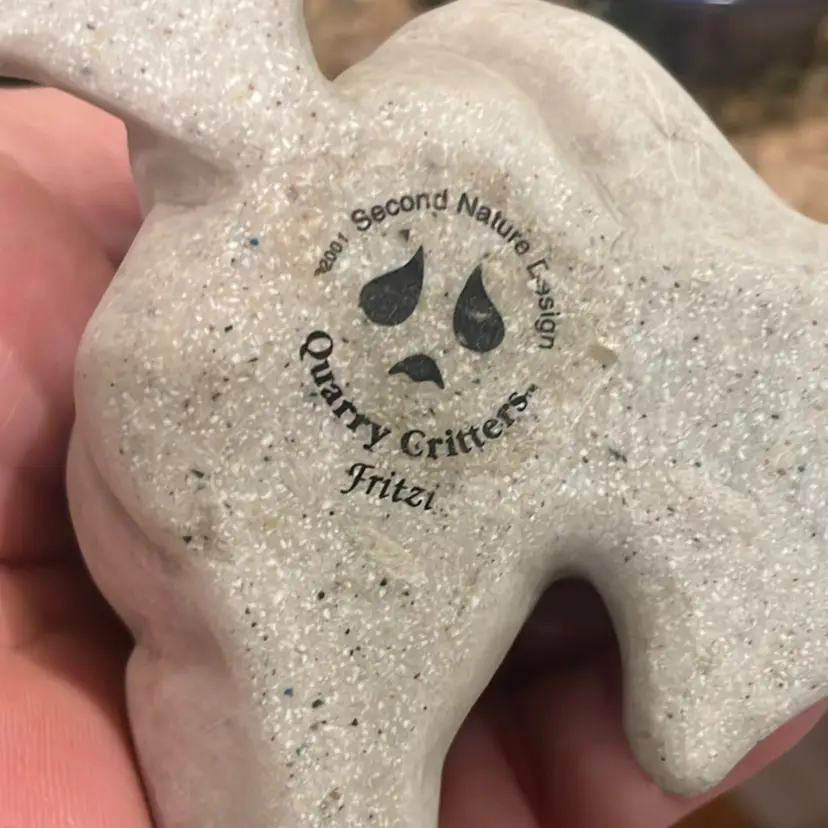 ©2001 Second Nature Design
Quarry Critters™
Fritzi